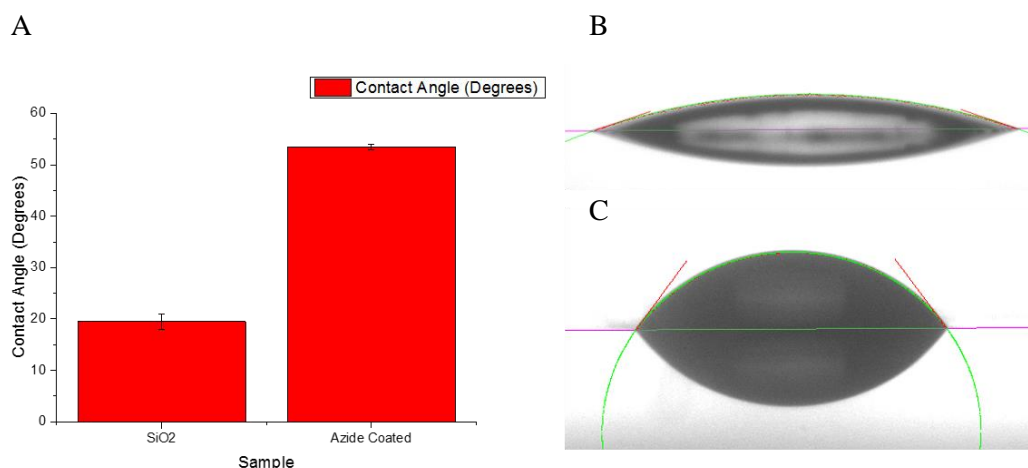 A
B
Contact Angle (Degrees)
60
50
40
30
20
10
0
Contact Angle (Degrees)
SiO2
Azide Coated
Sample
C